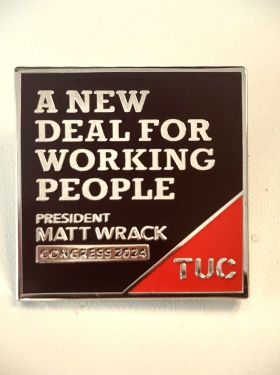 A NEW
DEAL FOR
WORKING
PEOPLE
PRESIDENT
MATT WRACK
CONGRESS 2024
TUC